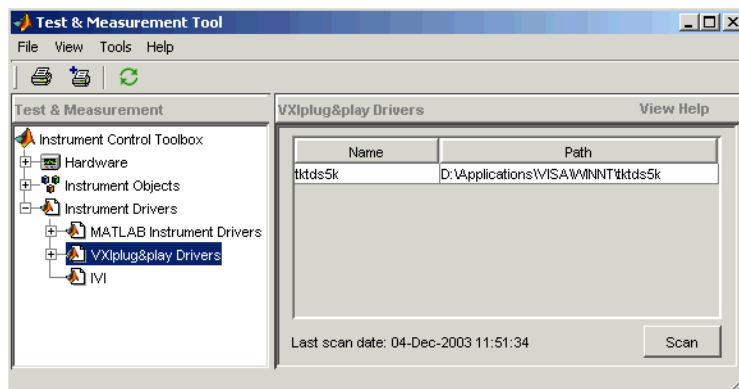 Test & Measurement Tool
File View Tools Help
Test & Measurement
Instrument Control Toolbox
Hardware
Instrument Objects
Instrument Drivers
MATLAB Instrument Drivers
VXIplug&play Drivers
IVI
VXIplug&play Drivers View Help
Name Path
tktds5k D:\Applications\VISA\WINNT\tktds5k
Last scan date: 04-Dec-2003 11:51:34 Scan